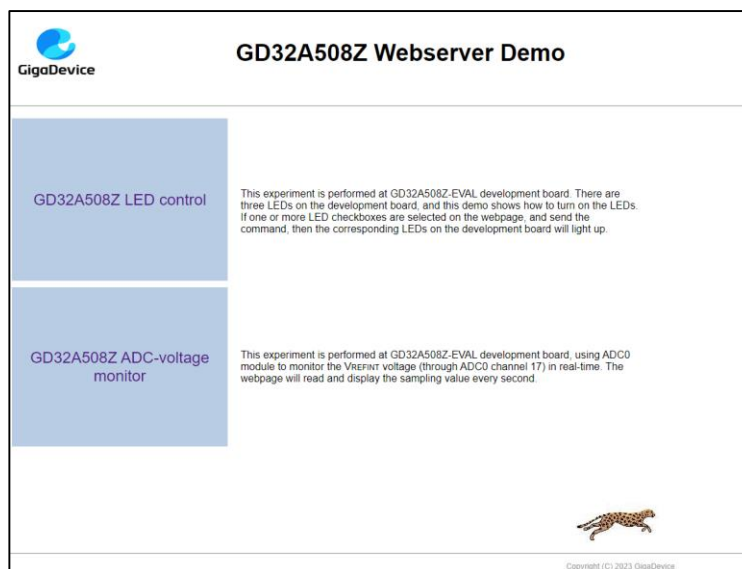 GigaDevice
GD32A508Z Webserver Demo
GD32A508Z LED control
This experiment is performed at GD32A508Z-EVAL development board. There are
three LEDs on the development board, and this demo shows how to turn on the LEDs.
If one or more LED checkboxes are selected on the webpage, and send the
command, then the corresponding LEDs on the development board will light up.
GD32A508Z ADC-voltage
monitor
This experiment is performed at GD32A508Z-EVAL development board, using ADC0
module to monitor the VREFINT voltage (through ADC0 channel 17) in real-time. The
webpage will read and display the sampling value every second.
Copyright (C) 2023 GigaDevice